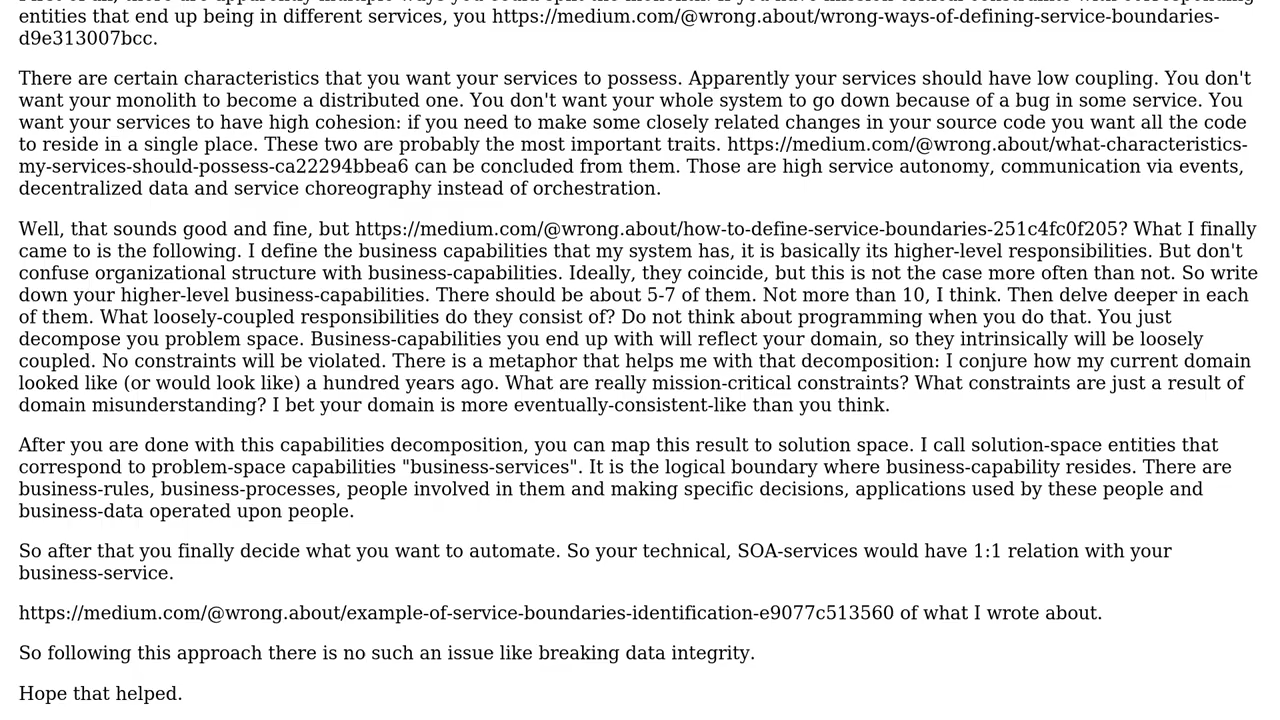 entities that end up being in different services, you https://medium.com/@wrong.about/wrong-ways-of-defining-service-boundaries-
d9e313007bcc.
There are certain characteristics that you want your services to possess. Apparently your services should have low coupling. You don't
want your monolith to become a distributed one. You don't want your whole system to go down because of a bug in some service. You
want your services to have high cohesion: if you need to make some closely related changes in your source code you want all the code
to reside in a single place. These two are probably the most important traits. https://medium.com/@wrong.about/what-characteristics-
my-services-should-possess-ca22294bbea6 can be concluded from them. Those are high service autonomy, communication via events,
decentralized data and service choreography instead of orchestration.
Well, that sounds good and fine, but https://medium.com/@wrong.about/how-to-define-service-boundaries-251c4fc0f205? What I finally
came to is the following. I define the business capabilities that my system has, it is basically its higher-level responsibilities. But don't
confuse organizational structure with business-capabilities. Ideally, they coincide, but this is not the case more often than not. So write
down your higher-level business-capabilities. There should be about 5-7 of them. Not more than 10, I think. Then delve deeper in each
of them. What loosely-coupled responsibilities do they consist of? Do not think about programming when you do that. You just
decompose you problem space. Business-capabilities you end up with will reflect your domain, so they intrinsically will be loosely
coupled. No constraints will be violated. There is a metaphor that helps me with that decomposition: I conjure how my current domain
looked like (or would look like) a hundred years ago. What are really mission-critical constraints? What constraints are just a result of
domain misunderstanding? I bet your domain is more eventually-consistent-like than you think.
After you are done with this capabilities decomposition, you can map this result to solution space. I call solution-space entities that
correspond to problem-space capabilities "business-services". It is the logical boundary where business-capability resides. There are
business-rules, business-processes, people involved in them and making specific decisions, applications used by these people and
business-data operated upon people.
So after that you finally decide what you want to automate. So your technical, SOA-services would have 1:1 relation with your
business-service.
https://medium.com/@wrong.about/example-of-service-boundaries-identification-e9077c513560 of what I wrote about.
So following this approach there is no such an issue like breaking data integrity.
Hope that helped.